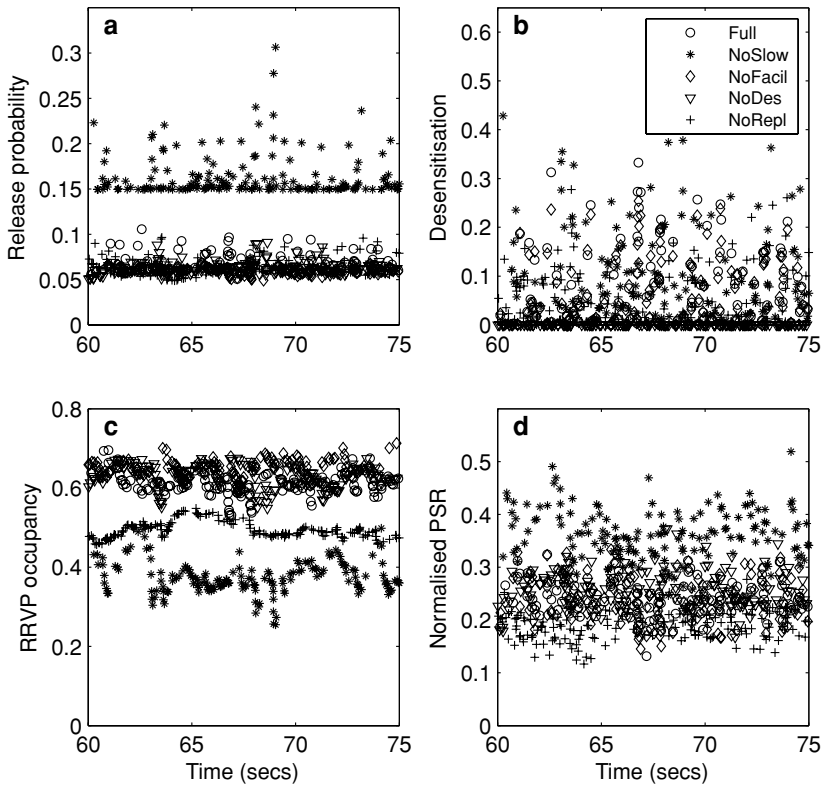 a
Release probability
0.3
0.25
0.2
0.15
0.1
0.05
0
60
65
70
75
b
Desensitisation
0.6
0.5
0.4
0.3
0.2
0.1
0
60
65
70
75
Full
NoSlow
NoFacil
NoDes
NoRepl
c
RRVP occupancy
0.8
0.6
0.4
0.2
0
60
65
70
75
Time (secs)
d
Normalised PSR
0.5
0.4
0.3
0.2
0.1
0
60
65
70
75
Time (secs)